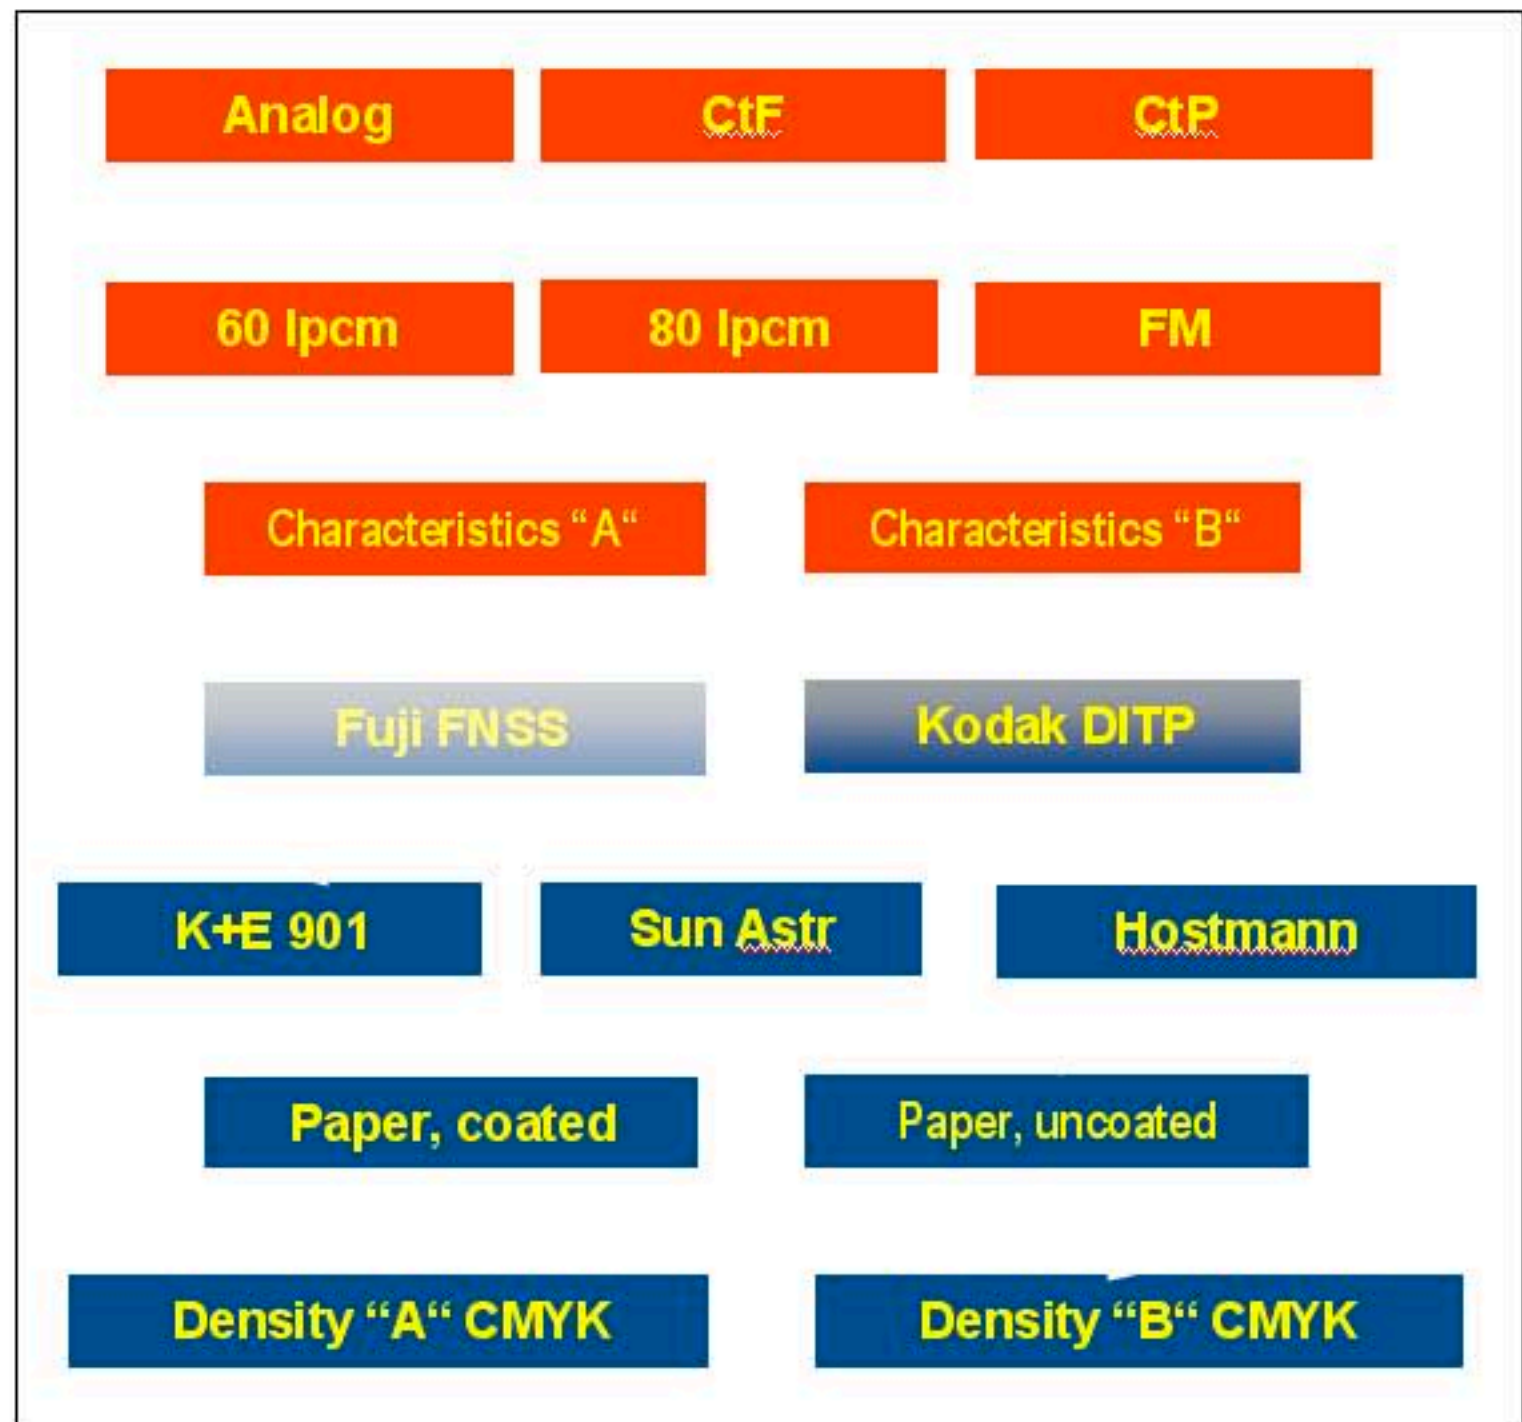 Analog
CtF
CtP
60 lpcm
80 lpcm
FM
Characteristics “A“
Characteristics “B“
Fuji FNSS
Kodak DITP
K+E 901
Sun Astr
Hostmann
Paper, coated
Paper, uncoated
Density “A“ CMYK
Density “B“ CMYK